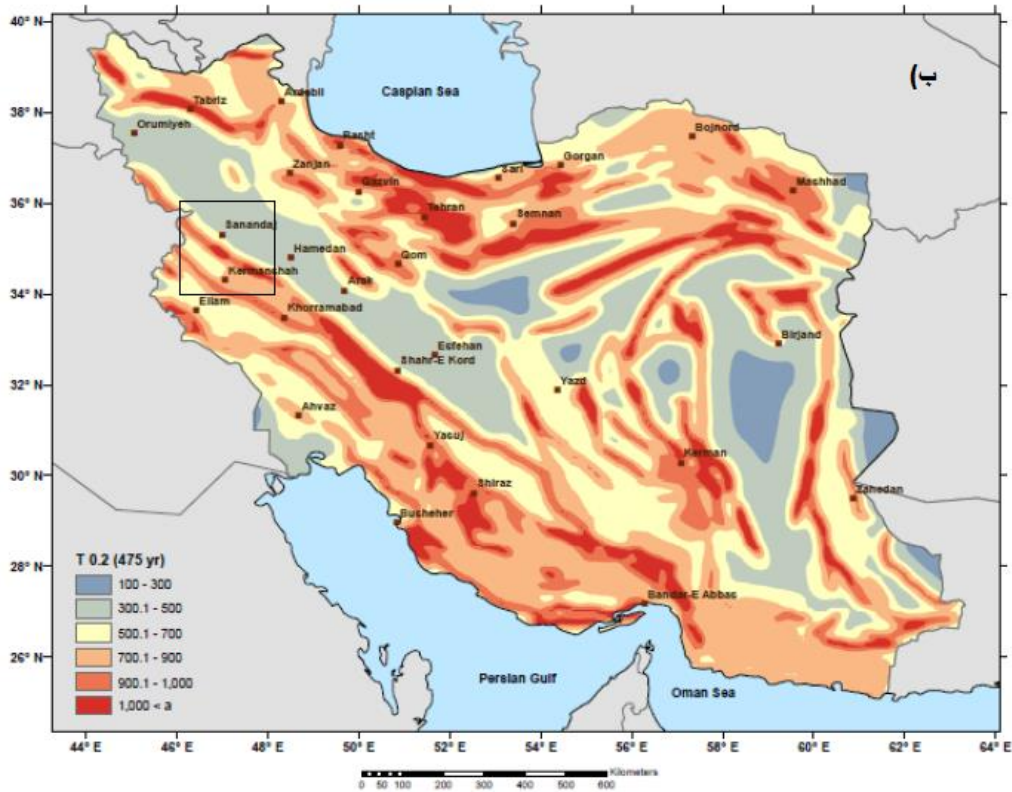 40° N
38° N
36° N
34° N
32° N
30° N
28° N
26° N
ب)
Caspian Sea
Tabriz
Ardebil
Orumiyeh
Rasht
Zanjan
Qazvin
Sari
Gorgan
Bojnord
Mashhad
Tehran
Semnan
Sanandaj
Hamedan
Qom
Kermanshah
Arak
Eilam
Khorramabad
Birjand
Esfehan
Shahr-E Kord
Yazd
Ahvaz
Yasuj
Kerman
Shiraz
Zahedan
Busheher
Bandar-E Abbas
Persian Gulf
Oman Sea
T 0.2 (475 yr)
100 - 300
300.1 - 500
500.1 - 700
700.1 - 900
900.1 - 1,000
1,000 < a
44° E 46° E 48° E 50° E 52° E 54° E 56° E 58° E 60° E 62° E 64° E
Kilometers
0 50 100 200 300 400 500 600